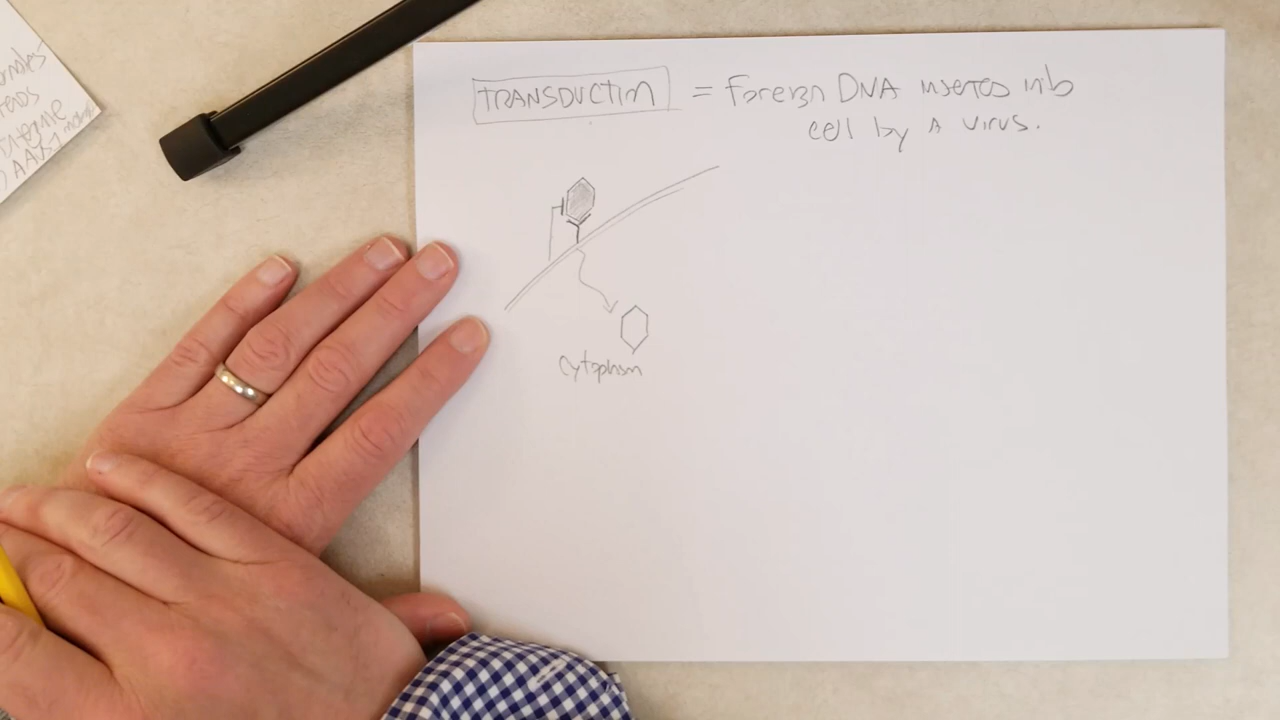 TRANSDUCTION = Foreign DNA inserted into
cell by a virus.
Cytoplasm